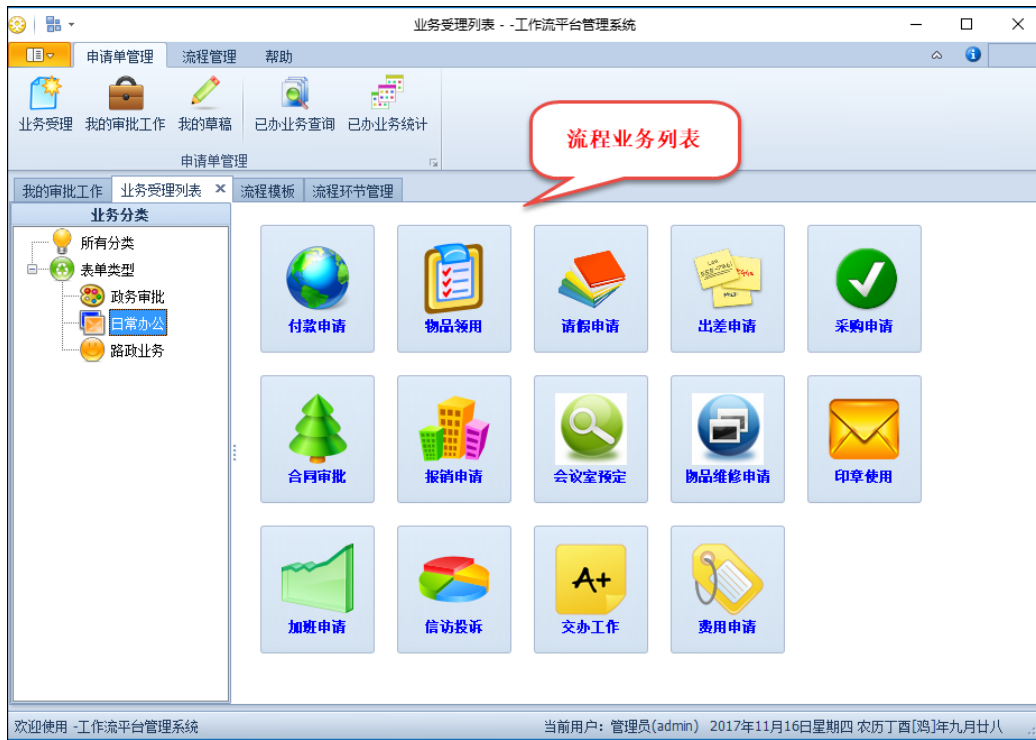 业务受理列表 - -工作流平台管理系统
申请单管理 流程管理 帮助
业务受理 我的审批工作 我的草稿 已办业务查询 已办业务统计
申请单管理
流程业务列表
我的审批工作 业务受理列表 流程模板 流程环节管理
业务分类
所有分类
表单类型
政务审批
日常办公
路政业务
付款申请 物品领用 请假申请 出差申请 采购申请
合同审批 报销申请 会议室预定 物品维修申请 印章使用
A+
加班申请 信访投诉 交办工作 费用申请
欢迎使用 -工作流平台管理系统 当前用户：管理员(admin) 2017年11月16日星期四 农历丁酉[鸡]年九月廿八